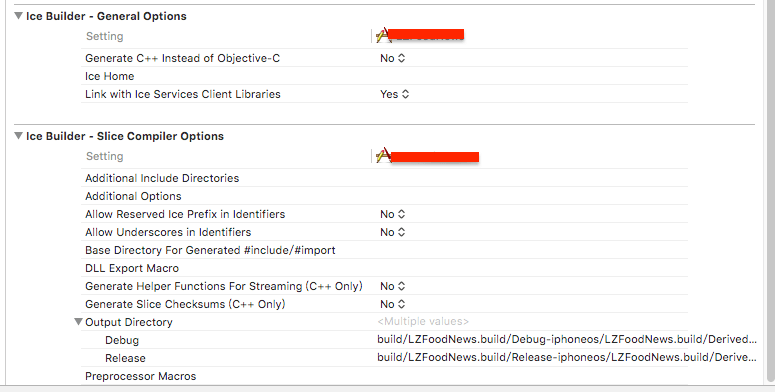 Ice Builder - General Options
Setting
Generate C++ Instead of Objective-C No
Ice Home
Link with Ice Services Client Libraries Yes
Ice Builder - Slice Compiler Options
Setting
Additional Include Directories
Additional Options
Allow Reserved Ice Prefix in Identifiers No
Allow Underscores in Identifiers No
Base Directory For Generated #include/#import
DLL Export Macro
Generate Helper Functions For Streaming (C++ Only) No
Generate Slice Checksums (C++ Only) No
Output Directory <Multiple values>
Debug build/LZFoodNews.build/Debug-iphoneos/LZFoodNews.build/Derived...
Release build/LZFoodNews.build/Release-iphoneos/LZFoodNews.build/Derive...
Preprocessor Macros